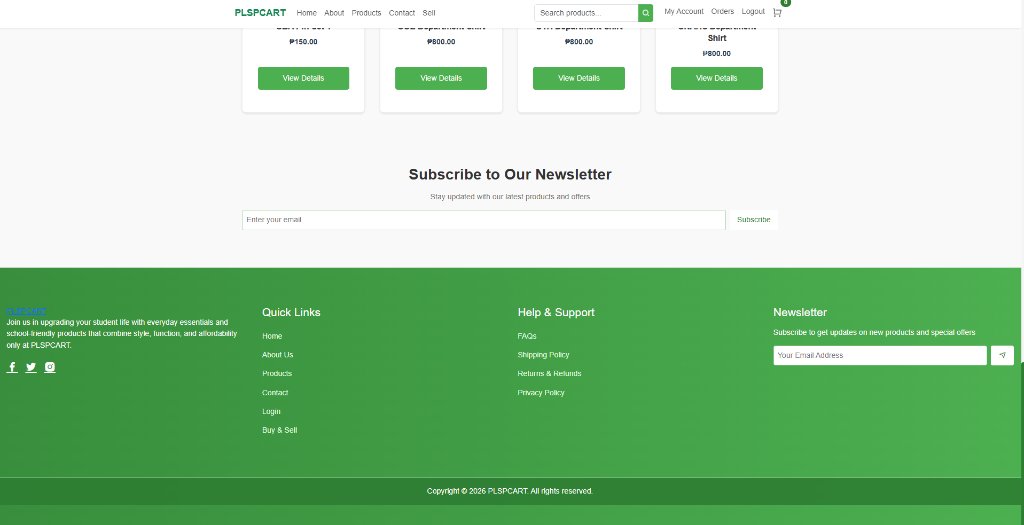 PLSPCART Home About Products Contact Sell Search products... My Account Orders Logout 0
Shirt
₱150.00 ₱800.00 ₱800.00
₱800.00
View Details View Details View Details View Details
Subscribe to Our Newsletter
Stay updated with our latest products and offers
Enter your email Subscribe
PLSPCART
Join us in upgrading your student life with everyday essentials and
school-friendly products that combine style, function, and affordability
only at PLSPCART.
Quick Links
Home
About Us
Products
Contact
Login
Buy & Sell
Help & Support
FAQs
Shipping Policy
Returns & Refunds
Privacy Policy
Newsletter
Subscribe to get updates on new products and special offers
Your Email Address
Copyright © 2026 PLSPCART. All rights reserved.